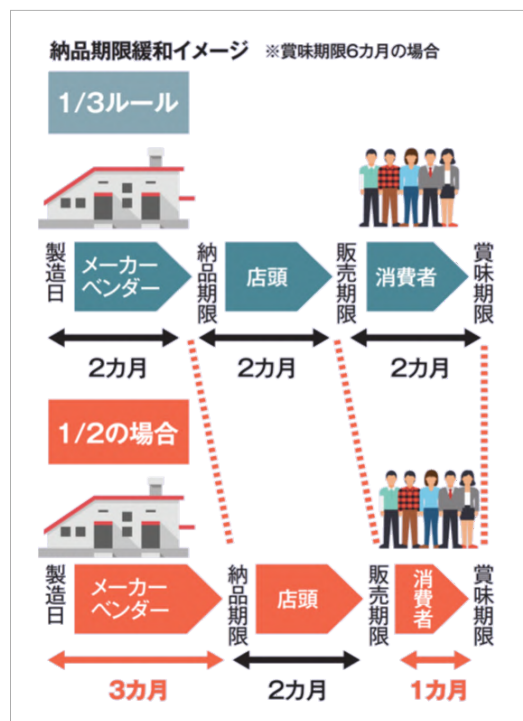 納品期限緩和イメージ ※賞味期限6カ月の場合
1/3ルール
製造日
メーカー
ベンダー
納品期限
店頭
販売期限
消費者
賞味期限
2カ月
2カ月
2カ月
1/2の場合
製造日
メーカー
ベンダー
納品期限
店頭
販売期限
消費者
賞味期限
3カ月
2カ月
1カ月